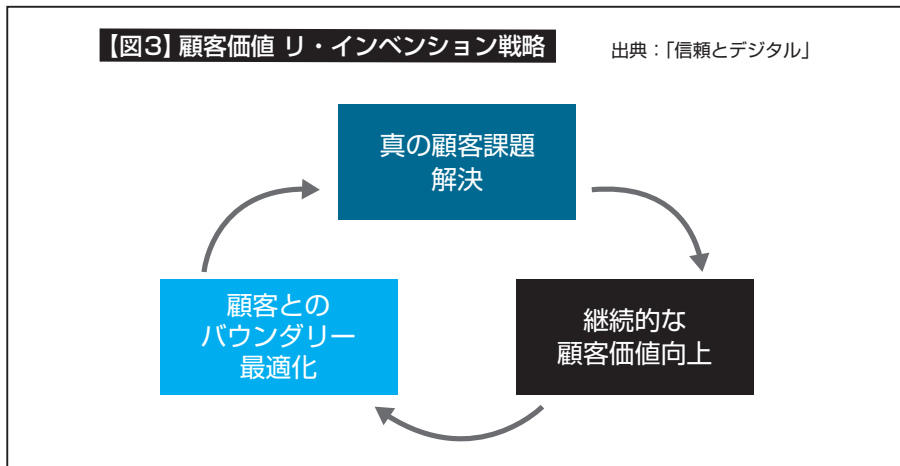 【図3】顧客価値 リ・インベンション戦略
出典：「信頼とデジタル」
真の顧客課題
解決
顧客との
バウンダリー
最適化
継続的な
顧客価値向上